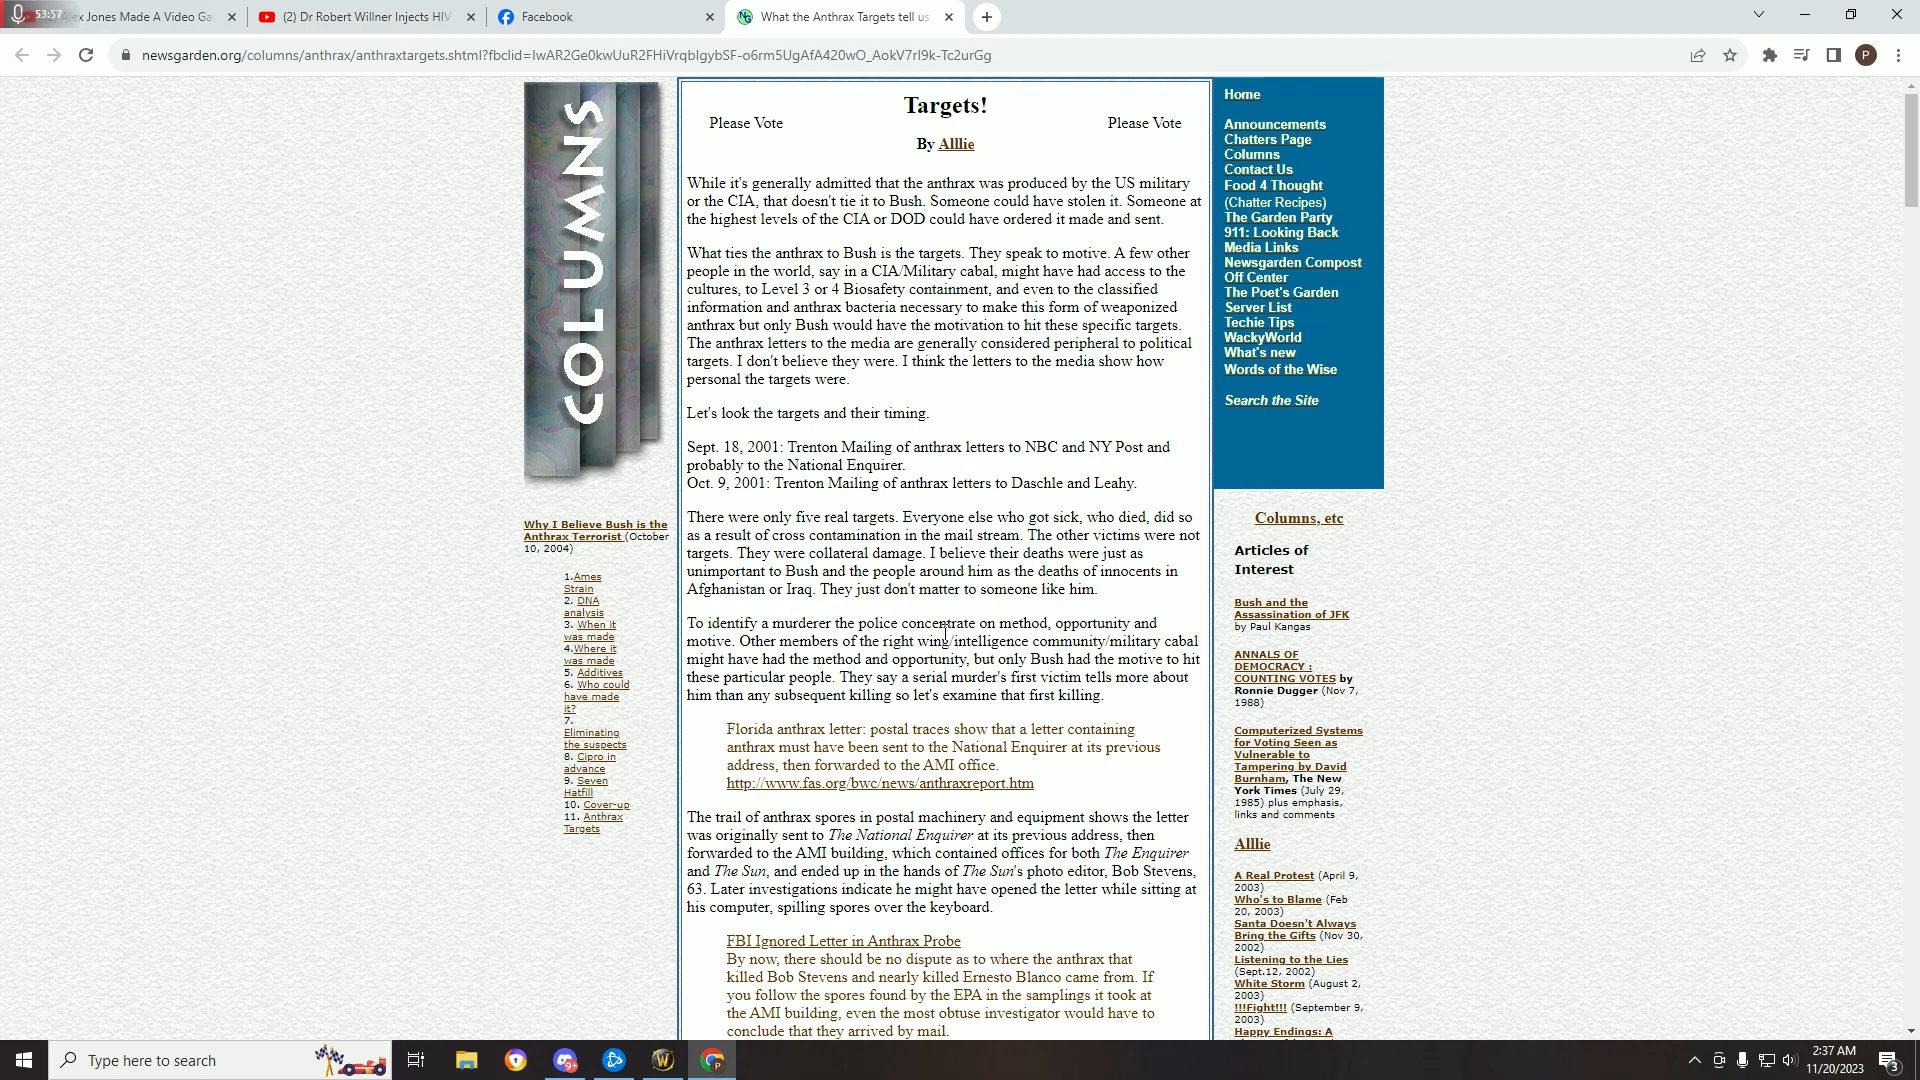 53:57
lex Jones Made A Video Ga
(2) Dr Robert Willner Injects HIV
Facebook
What the Anthrax Targets tell us
newsgarden.org/columns/anthrax/anthraxtargets.shtml?fbclid=IwAR2Ge0kwUuR2FHiVrqbIgybSF-o6rm5UgAfA420wO_AokV7rI9k-Tc2urGg
P
COLUMNS
Why I Believe Bush is the
Anthrax Terrorist (October
10, 2004)
1.Ames
Strain
2. DNA
analysis
3. When it
was made
4.Where it
was made
5. Additives
6. Who could
have made
it?
7.
Eliminating
the suspects
8. Cipro in
advance
9. Seven
Hatfill
10. Cover-up
11. Anthrax
Targets
Targets!
Please Vote
Please Vote
By Alllie
While it's generally admitted that the anthrax was produced by the US military
or the CIA, that doesn't tie it to Bush. Someone could have stolen it. Someone at
the highest levels of the CIA or DOD could have ordered it made and sent.
What ties the anthrax to Bush is the targets. They speak to motive. A few other
people in the world, say in a CIA/Military cabal, might have had access to the
cultures, to Level 3 or 4 Biosafety containment, and even to the classified
information and anthrax bacteria necessary to make this form of weaponized
anthrax but only Bush would have the motivation to hit these specific targets.
The anthrax letters to the media are generally considered peripheral to political
targets. I don't believe they were. I think the letters to the media show how
personal the targets were.
Let's look the targets and their timing.
Sept. 18, 2001: Trenton Mailing of anthrax letters to NBC and NY Post and
probably to the National Enquirer.
Oct. 9, 2001: Trenton Mailing of anthrax letters to Daschle and Leahy.
There were only five real targets. Everyone else who got sick, who died, did so
as a result of cross contamination in the mail stream. The other victims were not
targets. They were collateral damage. I believe their deaths were just as
unimportant to Bush and the people around him as the deaths of innocents in
Afghanistan or Iraq. They just don't matter to someone like him.
To identify a murderer the police concentrate on method, opportunity and
motive. Other members of the right wing/intelligence community/military cabal
might have had the method and opportunity, but only Bush had the motive to hit
these particular people. They say a serial murder's first victim tells more about
him than any subsequent killing so let's examine that first killing.
Florida anthrax letter: postal traces show that a letter containing
anthrax must have been sent to the National Enquirer at its previous
address, then forwarded to the AMI office.
http://www.fas.org/bwc/news/anthraxreport.htm
The trail of anthrax spores in postal machinery and equipment shows the letter
was originally sent to The National Enquirer at its previous address, then
forwarded to the AMI building, which contained offices for both The Enquirer
and The Sun, and ended up in the hands of The Sun's photo editor, Bob Stevens,
63. Later investigations indicate he might have opened the letter while sitting at
his computer, spilling spores over the keyboard.
FBI Ignored Letter in Anthrax Probe
By now, there should be no dispute as to where the anthrax that
killed Bob Stevens and nearly killed Ernesto Blanco came from. If
you follow the spores found by the EPA in the samplings it took at
the AMI building, even the most obtuse investigator would have to
conclude that they arrived by mail.
Home
Announcements
Chatters Page
Columns
Contact Us
Food 4 Thought
(Chatter Recipes)
The Garden Party
911: Looking Back
Media Links
Newsgarden Compost
Off Center
The Poet's Garden
Server List
Techie Tips
WackyWorld
What's new
Words of the Wise
Search the Site
Columns, etc
Articles of
Interest
Bush and the
Assassination of JFK
by Paul Kangas
ANNALS OF
DEMOCRACY :
COUNTING VOTES by
Ronnie Dugger (Nov 7,
1988)
Computerized Systems
for Voting Seen as
Vulnerable to
Tampering by David
Burnham, The New
York Times (July 29,
1985) plus emphasis,
links and comments
Alllie
A Real Protest (April 9,
2003)
Who's to Blame (Feb
20, 2003)
Santa Doesn't Always
Bring the Gifts (Nov 30,
2002)
Listening to the Lies
(Sept.12, 2002)
White Storm (August 2,
2003)
!!!Fight!!! (September 9,
2003)
Happy Endings: A
Type here to search
9+
P
2:37 AM
11/20/2023
3